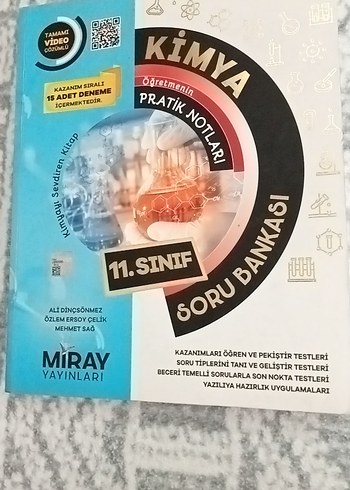 TAMAMI
VİDEO
ÇÖZÜMLÜ
KAZANIM SIRALI
15 ADET DENEME
İÇERMEKTEDİR.
KİMYA
Öğretmenin
PRATİK NOTLARI
SORU BANKASI
Kimyayı Sevdiren Kitap
11. SINIF
ALİ DİNÇSÖNMEZ
ÖZLEM ERSOY ÇELİK
MEHMET SAĞ
MİRAY
YAYINLARI
KAZANIMLARI ÖĞREN VE PEKİŞTİR TESTLERİ
SORU TİPLERİNİ TANI VE GELİŞTİR TESTLERİ
BECERİ TEMELLİ SORULARLA SON NOKTA TESTLERİ
YAZILIYA HAZIRLIK UYGULAMALARI